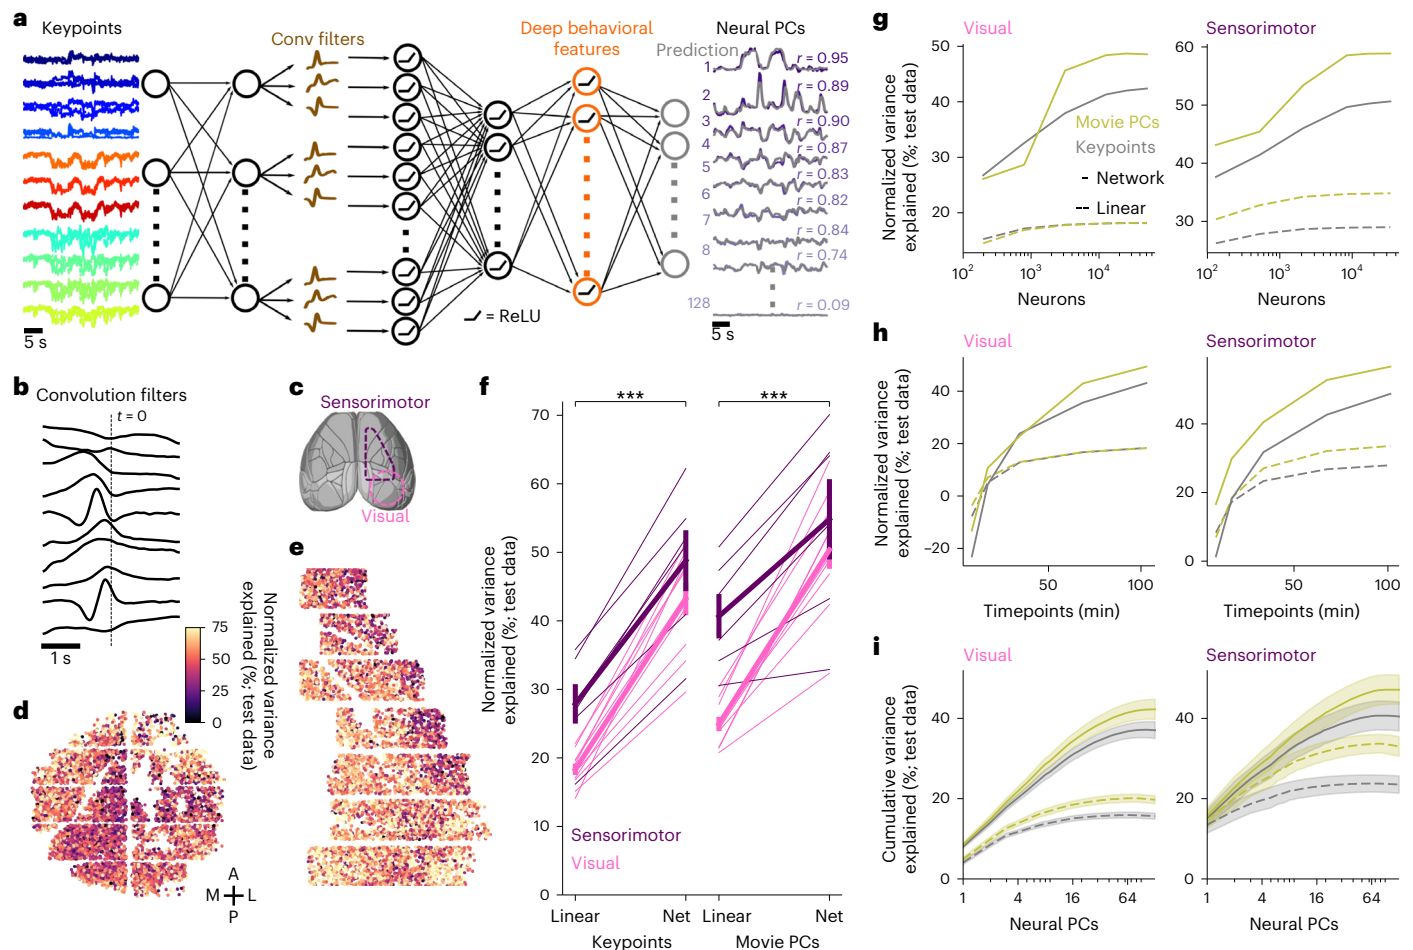 a
Keypoints
Conv filters
Deep behavioral
features
Prediction
Neural PCs
1
r = 0.95
2
r = 0.89
3
r = 0.90
4
r = 0.87
5
r = 0.83
6
r = 0.82
7
r = 0.84
8
r = 0.74
128
r = 0.09
= ReLU
5 s
5 s
b
Convolution filters
t = 0
1 s
c
Sensorimotor
Visual
d
75
50
25
0
Normalized variance
explained (%; test data)
A
M
L
P
e
f
***
***
70
60
50
40
30
20
10
0
Normalized variance
explained (%; test data)
Sensorimotor
Visual
Linear
Net
Linear
Net
Keypoints
Movie PCs
g
Visual
Sensorimotor
Normalized variance
explained (%; test data)
50
40
30
20
10²
10³
10⁴
Neurons
Movie PCs
Keypoints
Network
Linear
60
50
40
30
10²
10³
10⁴
Neurons
h
Visual
Sensorimotor
Normalized variance
explained (%; test data)
40
20
0
−20
50
100
Timepoints (min)
40
20
0
50
100
Timepoints (min)
i
Visual
Sensorimotor
Cumulative variance
explained (%; test data)
40
20
0
1
4
16
64
Neural PCs
40
20
0
1
4
16
64
Neural PCs